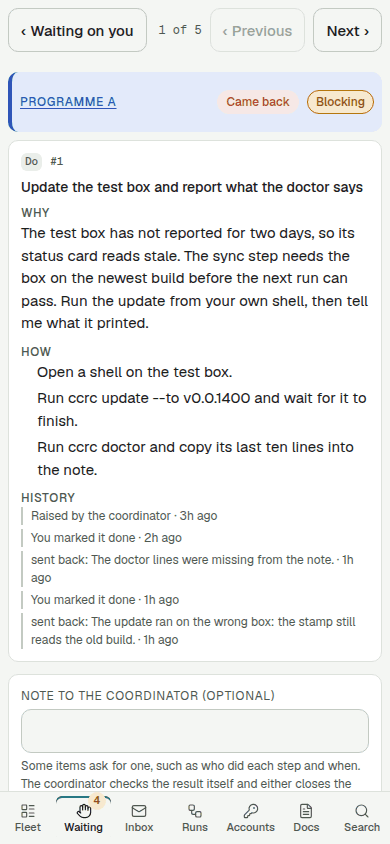 ‹ Waiting on you
1 of 5
‹ Previous
Next ›
PROGRAMME A
Came back
Blocking
Do
#1
Update the test box and report what the doctor says
WHY
The test box has not reported for two days, so its
status card reads stale. The sync step needs the
box on the newest build before the next run can
pass. Run the update from your own shell, then tell
me what it printed.
HOW
Open a shell on the test box.
Run ccrc update --to v0.0.1400 and wait for it to
finish.
Run ccrc doctor and copy its last ten lines into
the note.
HISTORY
Raised by the coordinator · 3h ago
You marked it done · 2h ago
sent back: The doctor lines were missing from the note. · 1h
ago
You marked it done · 1h ago
sent back: The update ran on the wrong box: the stamp still
reads the old build. · 1h ago
NOTE TO THE COORDINATOR (OPTIONAL)
Some items ask for one, such as who did each step and when.
The coordinator checks the result itself and either closes the
4
Fleet
Waiting
Inbox
Runs
Accounts
Docs
Search